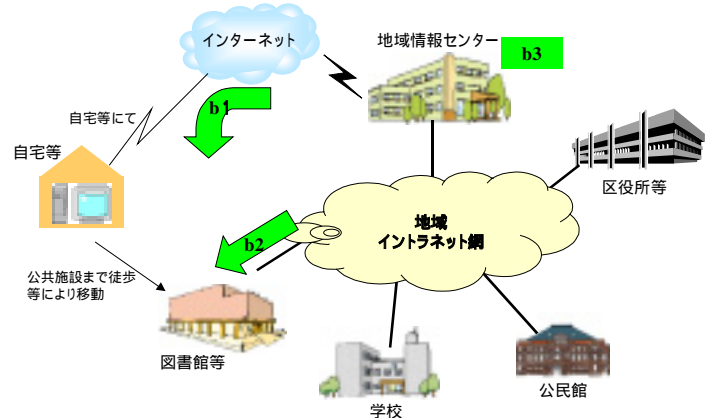 インターネット
地域情報センター
b3
b1
自宅等にて
自宅等
区役所等
地域
イントラネット網
b2
公共施設まで徒歩
等により移動
図書館等
公民館
学校